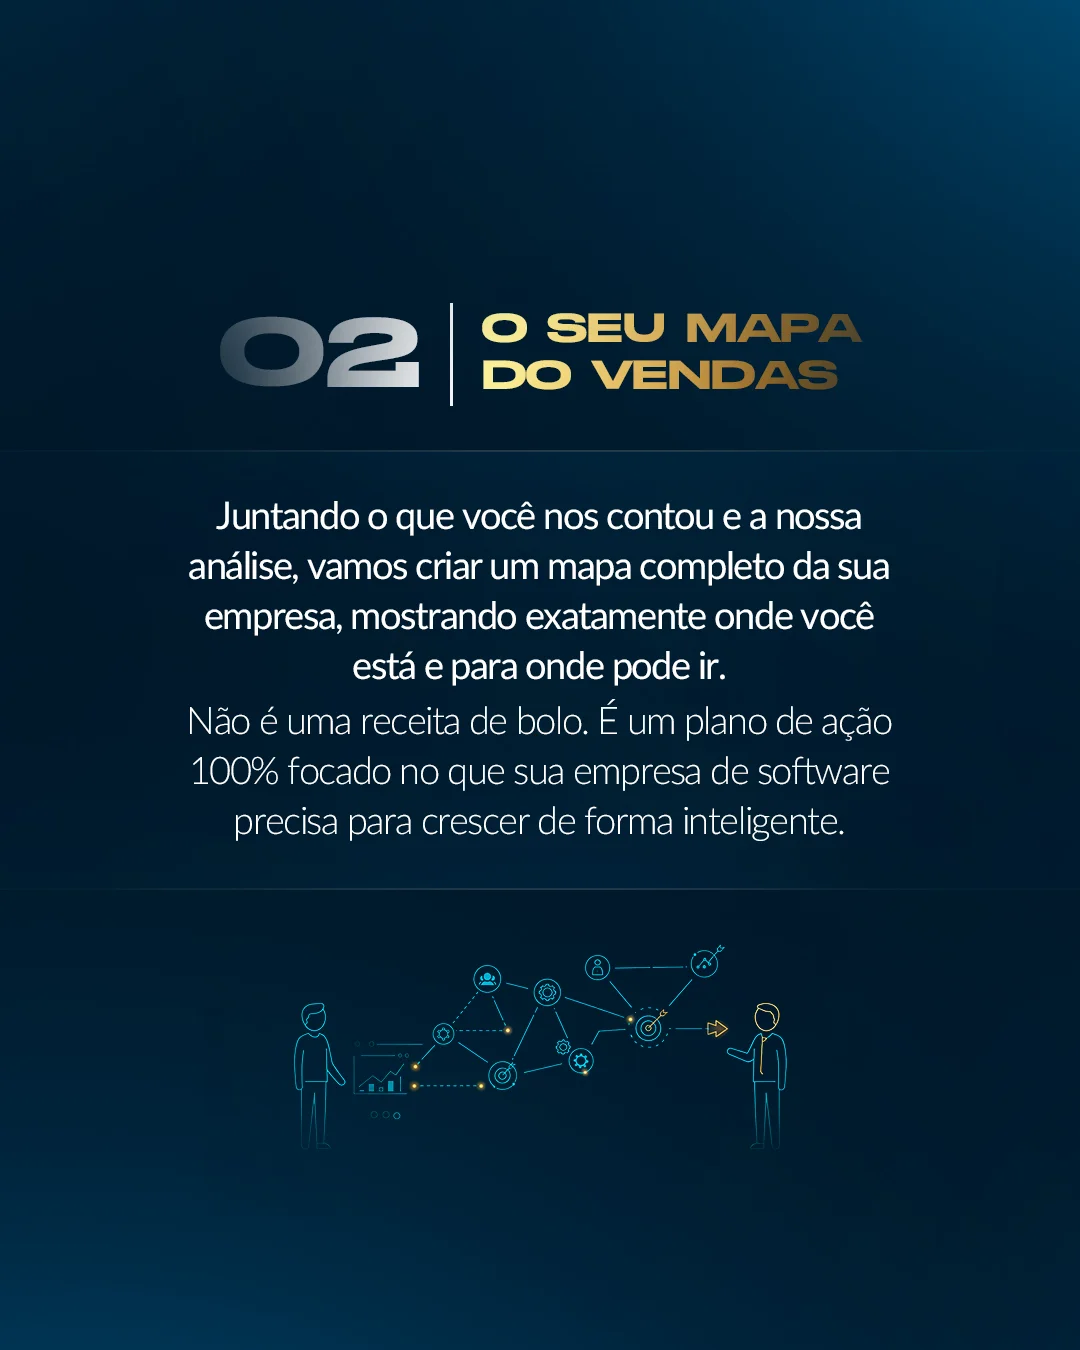 02
O SEU MAPA
DO VENDAS
Juntando o que você nos contou e a nossa
análise, vamos criar um mapa completo da sua
empresa, mostrando exatamente onde você
está e para onde pode ir.
Não é uma receita de bolo. É um plano de ação
100% focado no que sua empresa de software
precisa para crescer de forma inteligente.